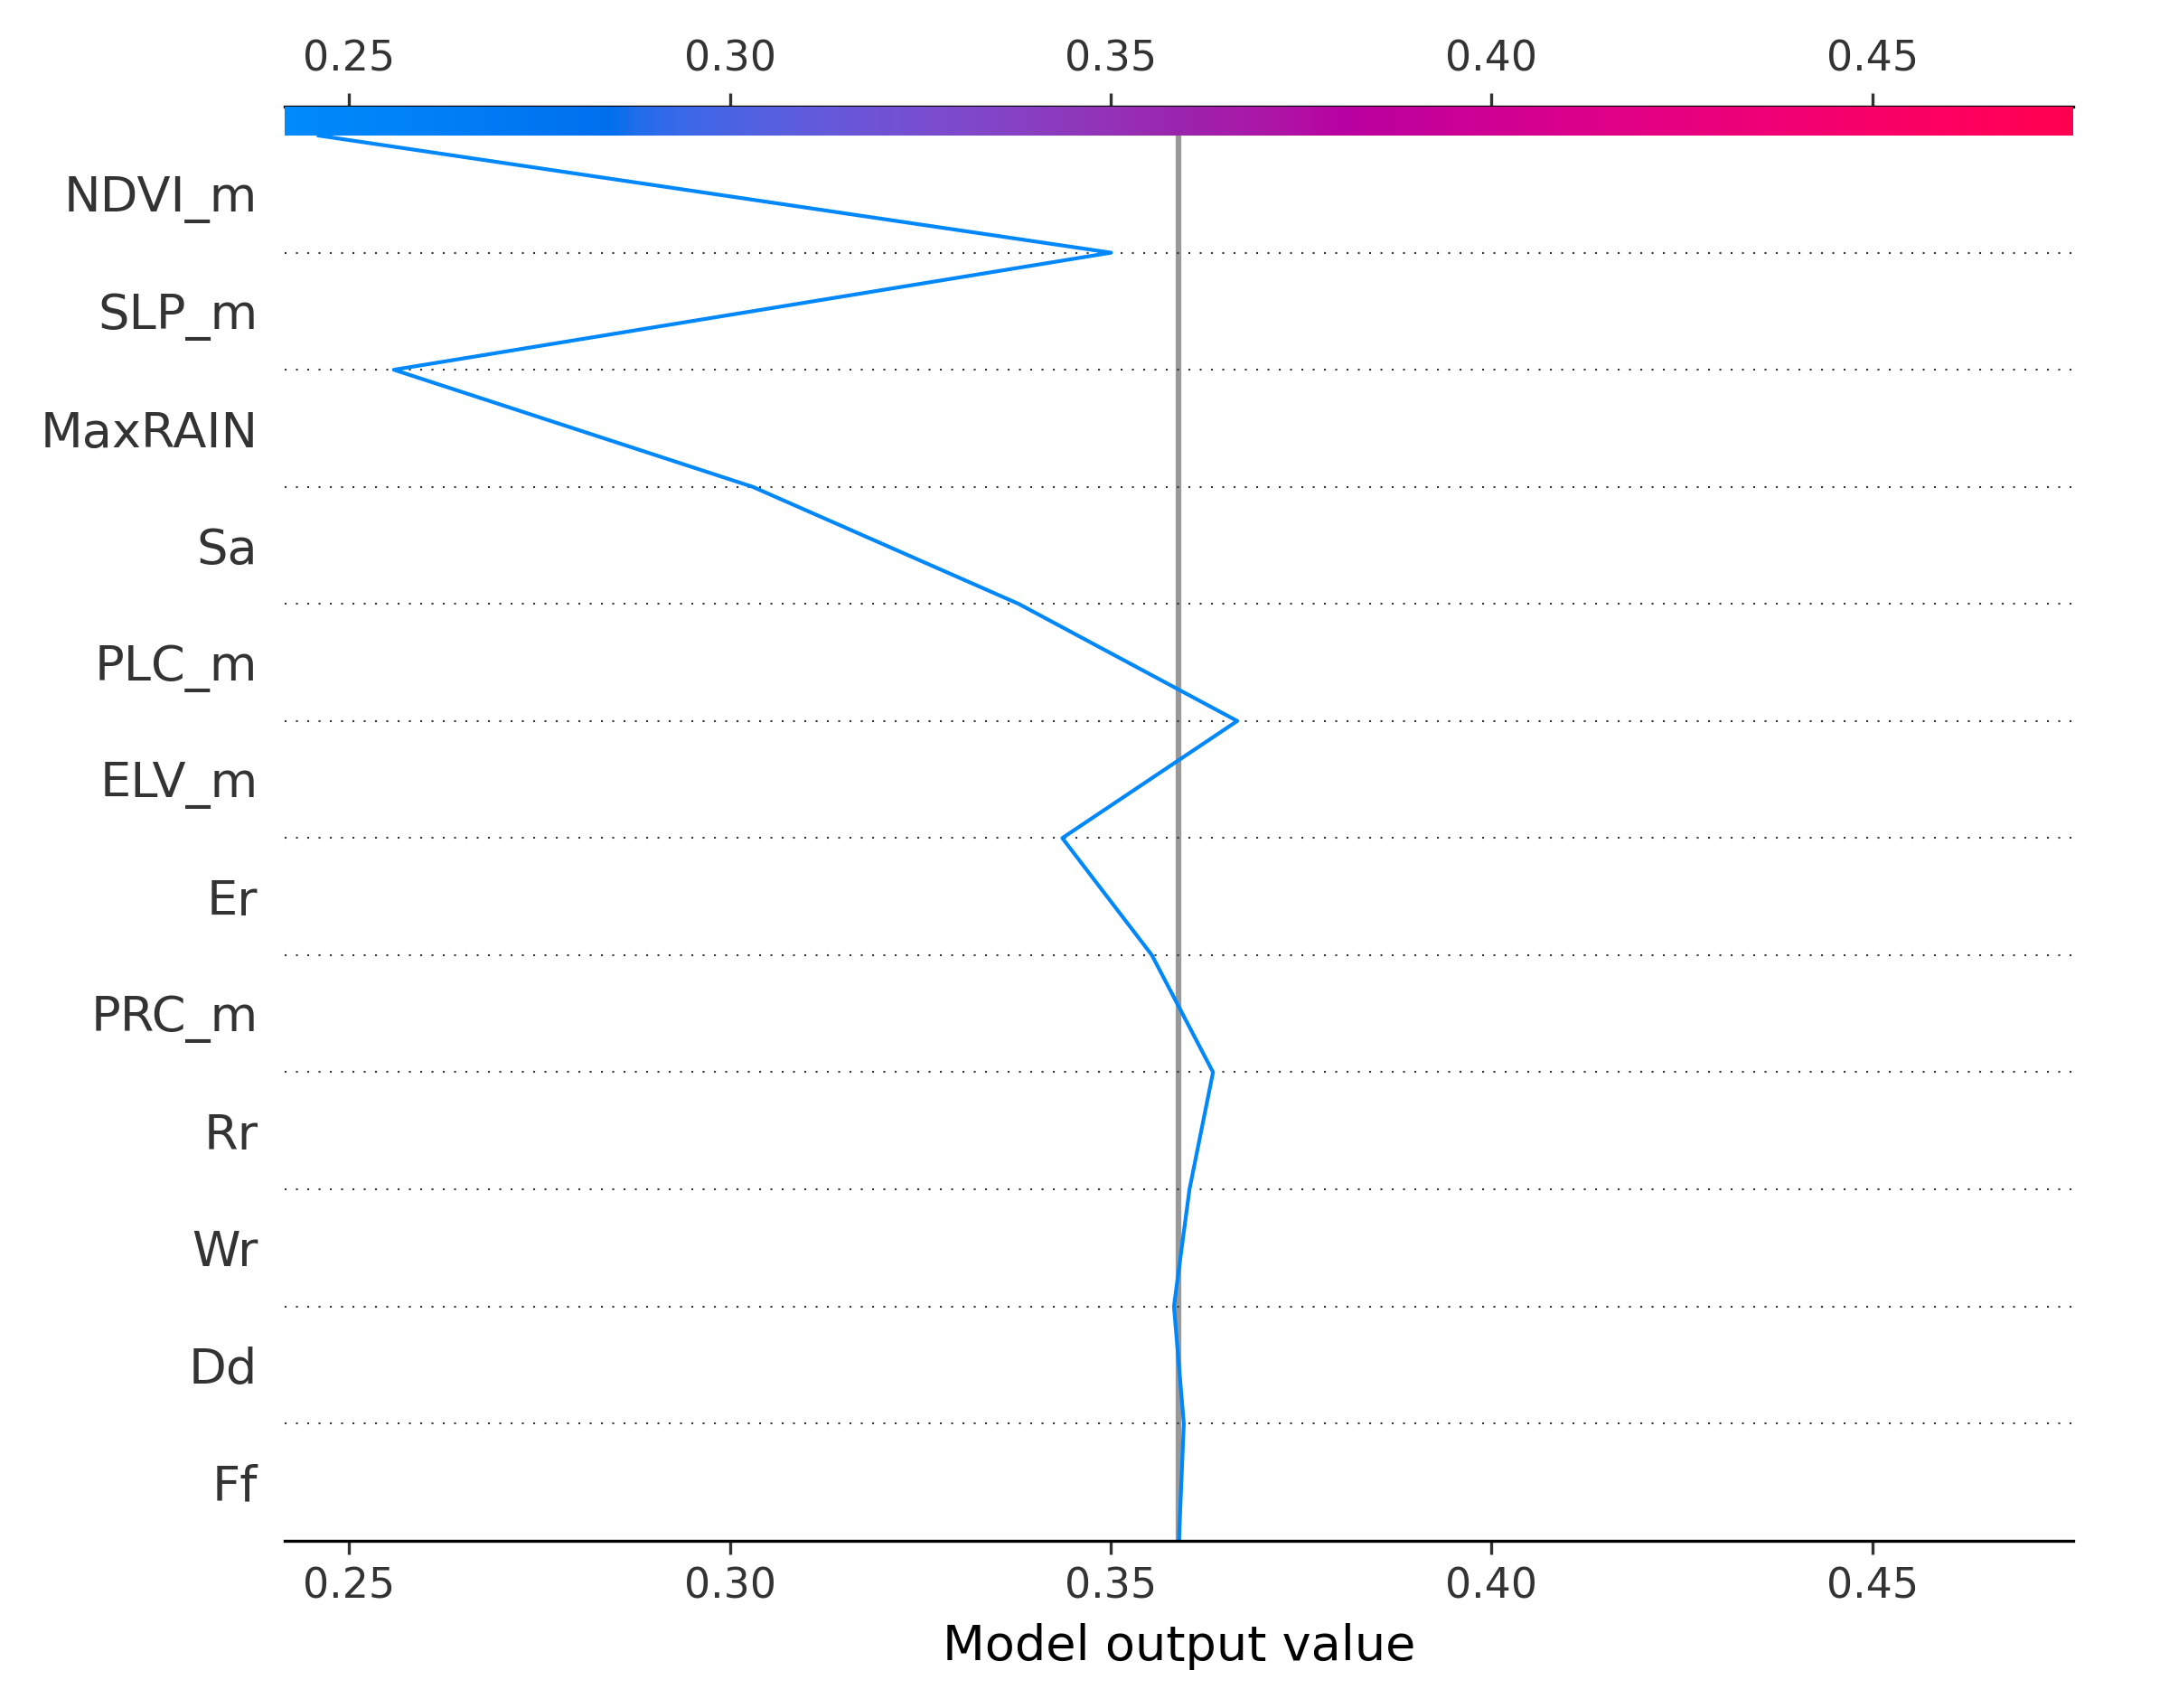 0.25 0.30 0.35 0.40 0.45
NDVI_m
SLP_m
MaxRAIN
Sa
PLC_m
ELV_m
Er
PRC_m
Rr
Wr
Dd
Ff
0.25 0.30 0.35 0.40 0.45
Model output value